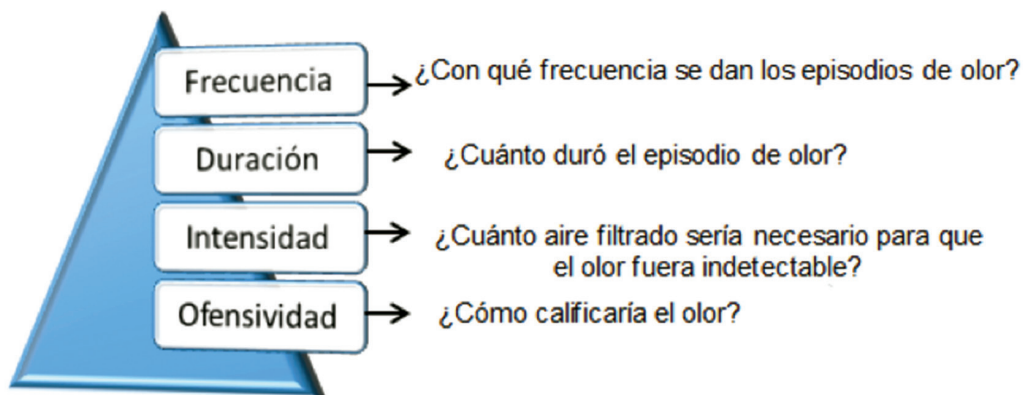 Frecuencia
¿Con qué frecuencia se dan los episodios de olor?
Duración
¿Cuánto duró el episodio de olor?
Intensidad
¿Cuánto aire filtrado sería necesario para que
el olor fuera indetectable?
Ofensividad
¿Cómo calificaría el olor?